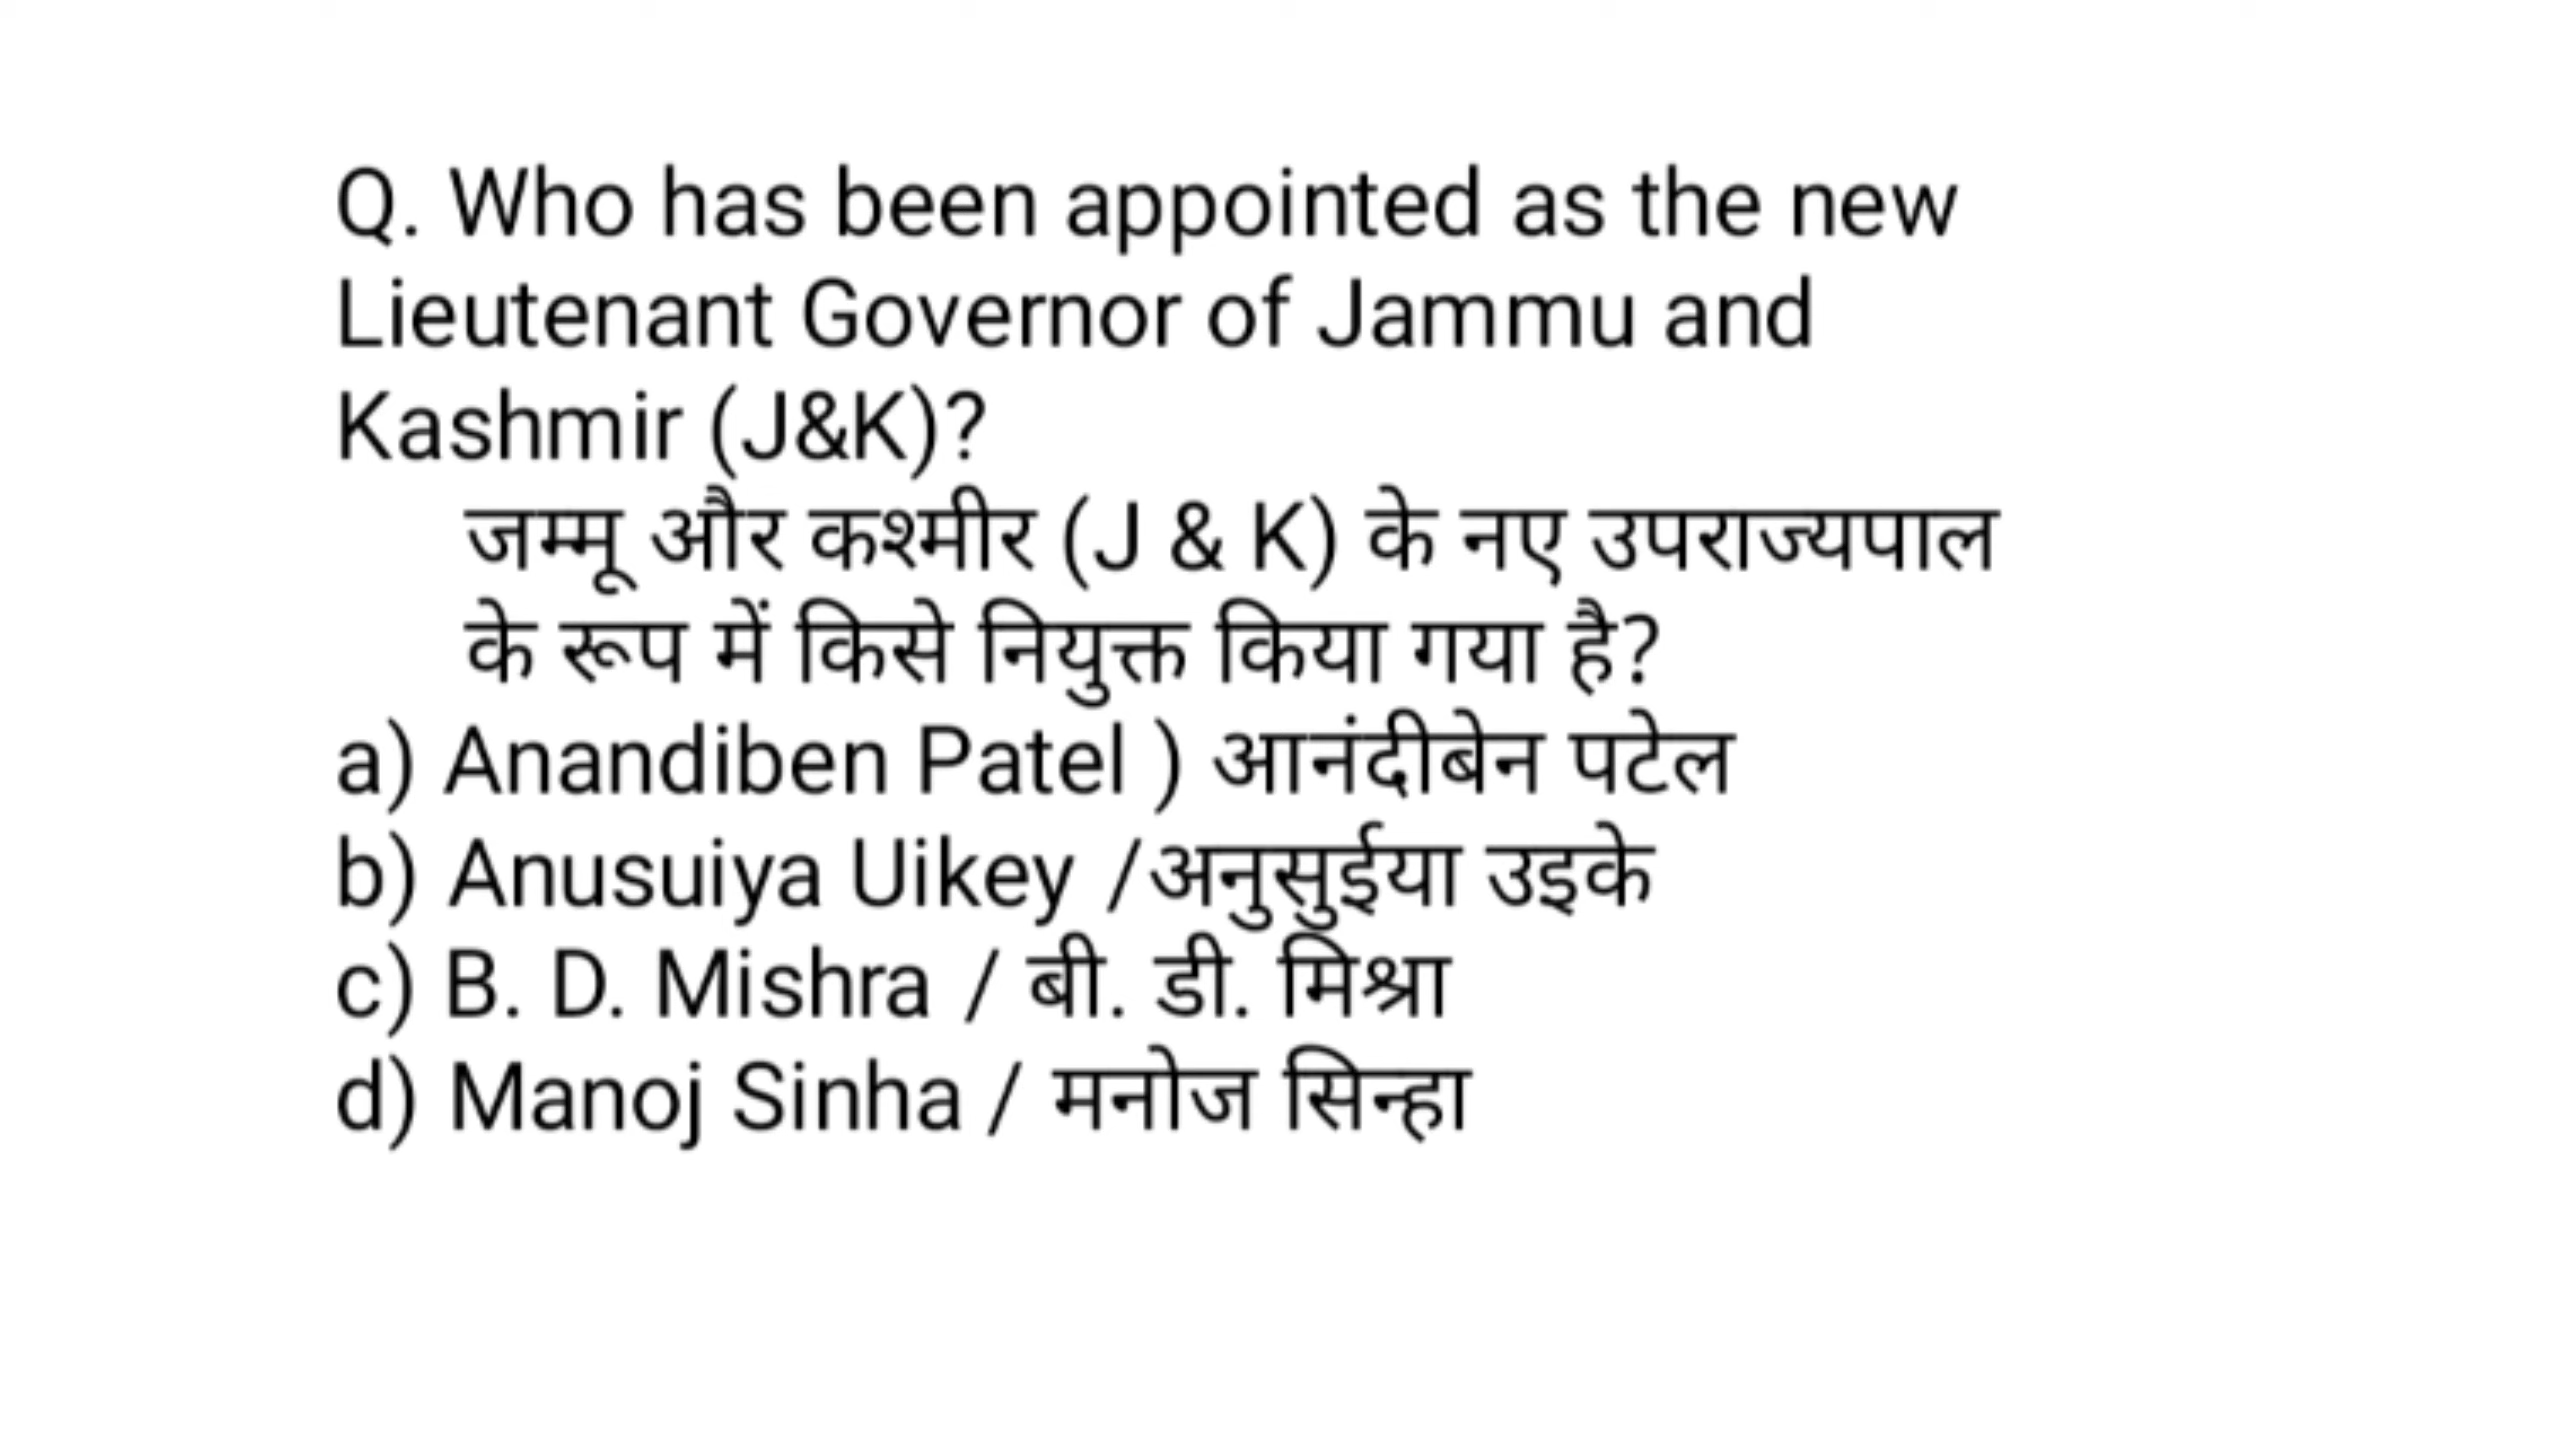 Q. Who has been appointed as the new
Lieutenant Governor of Jammu and
Kashmir (J&K)?
जम्मू और कश्मीर (J & K) के नए उपराज्यपाल
के रूप में किसे नियुक्त किया गया है?
a) Anandiben Patel ) आनंदीबेन पटेल
b) Anusuiya Uikey /अनुसुईया उइके
c) B. D. Mishra / बी. डी. मिश्रा
d) Manoj Sinha / मनोज सिन्हा